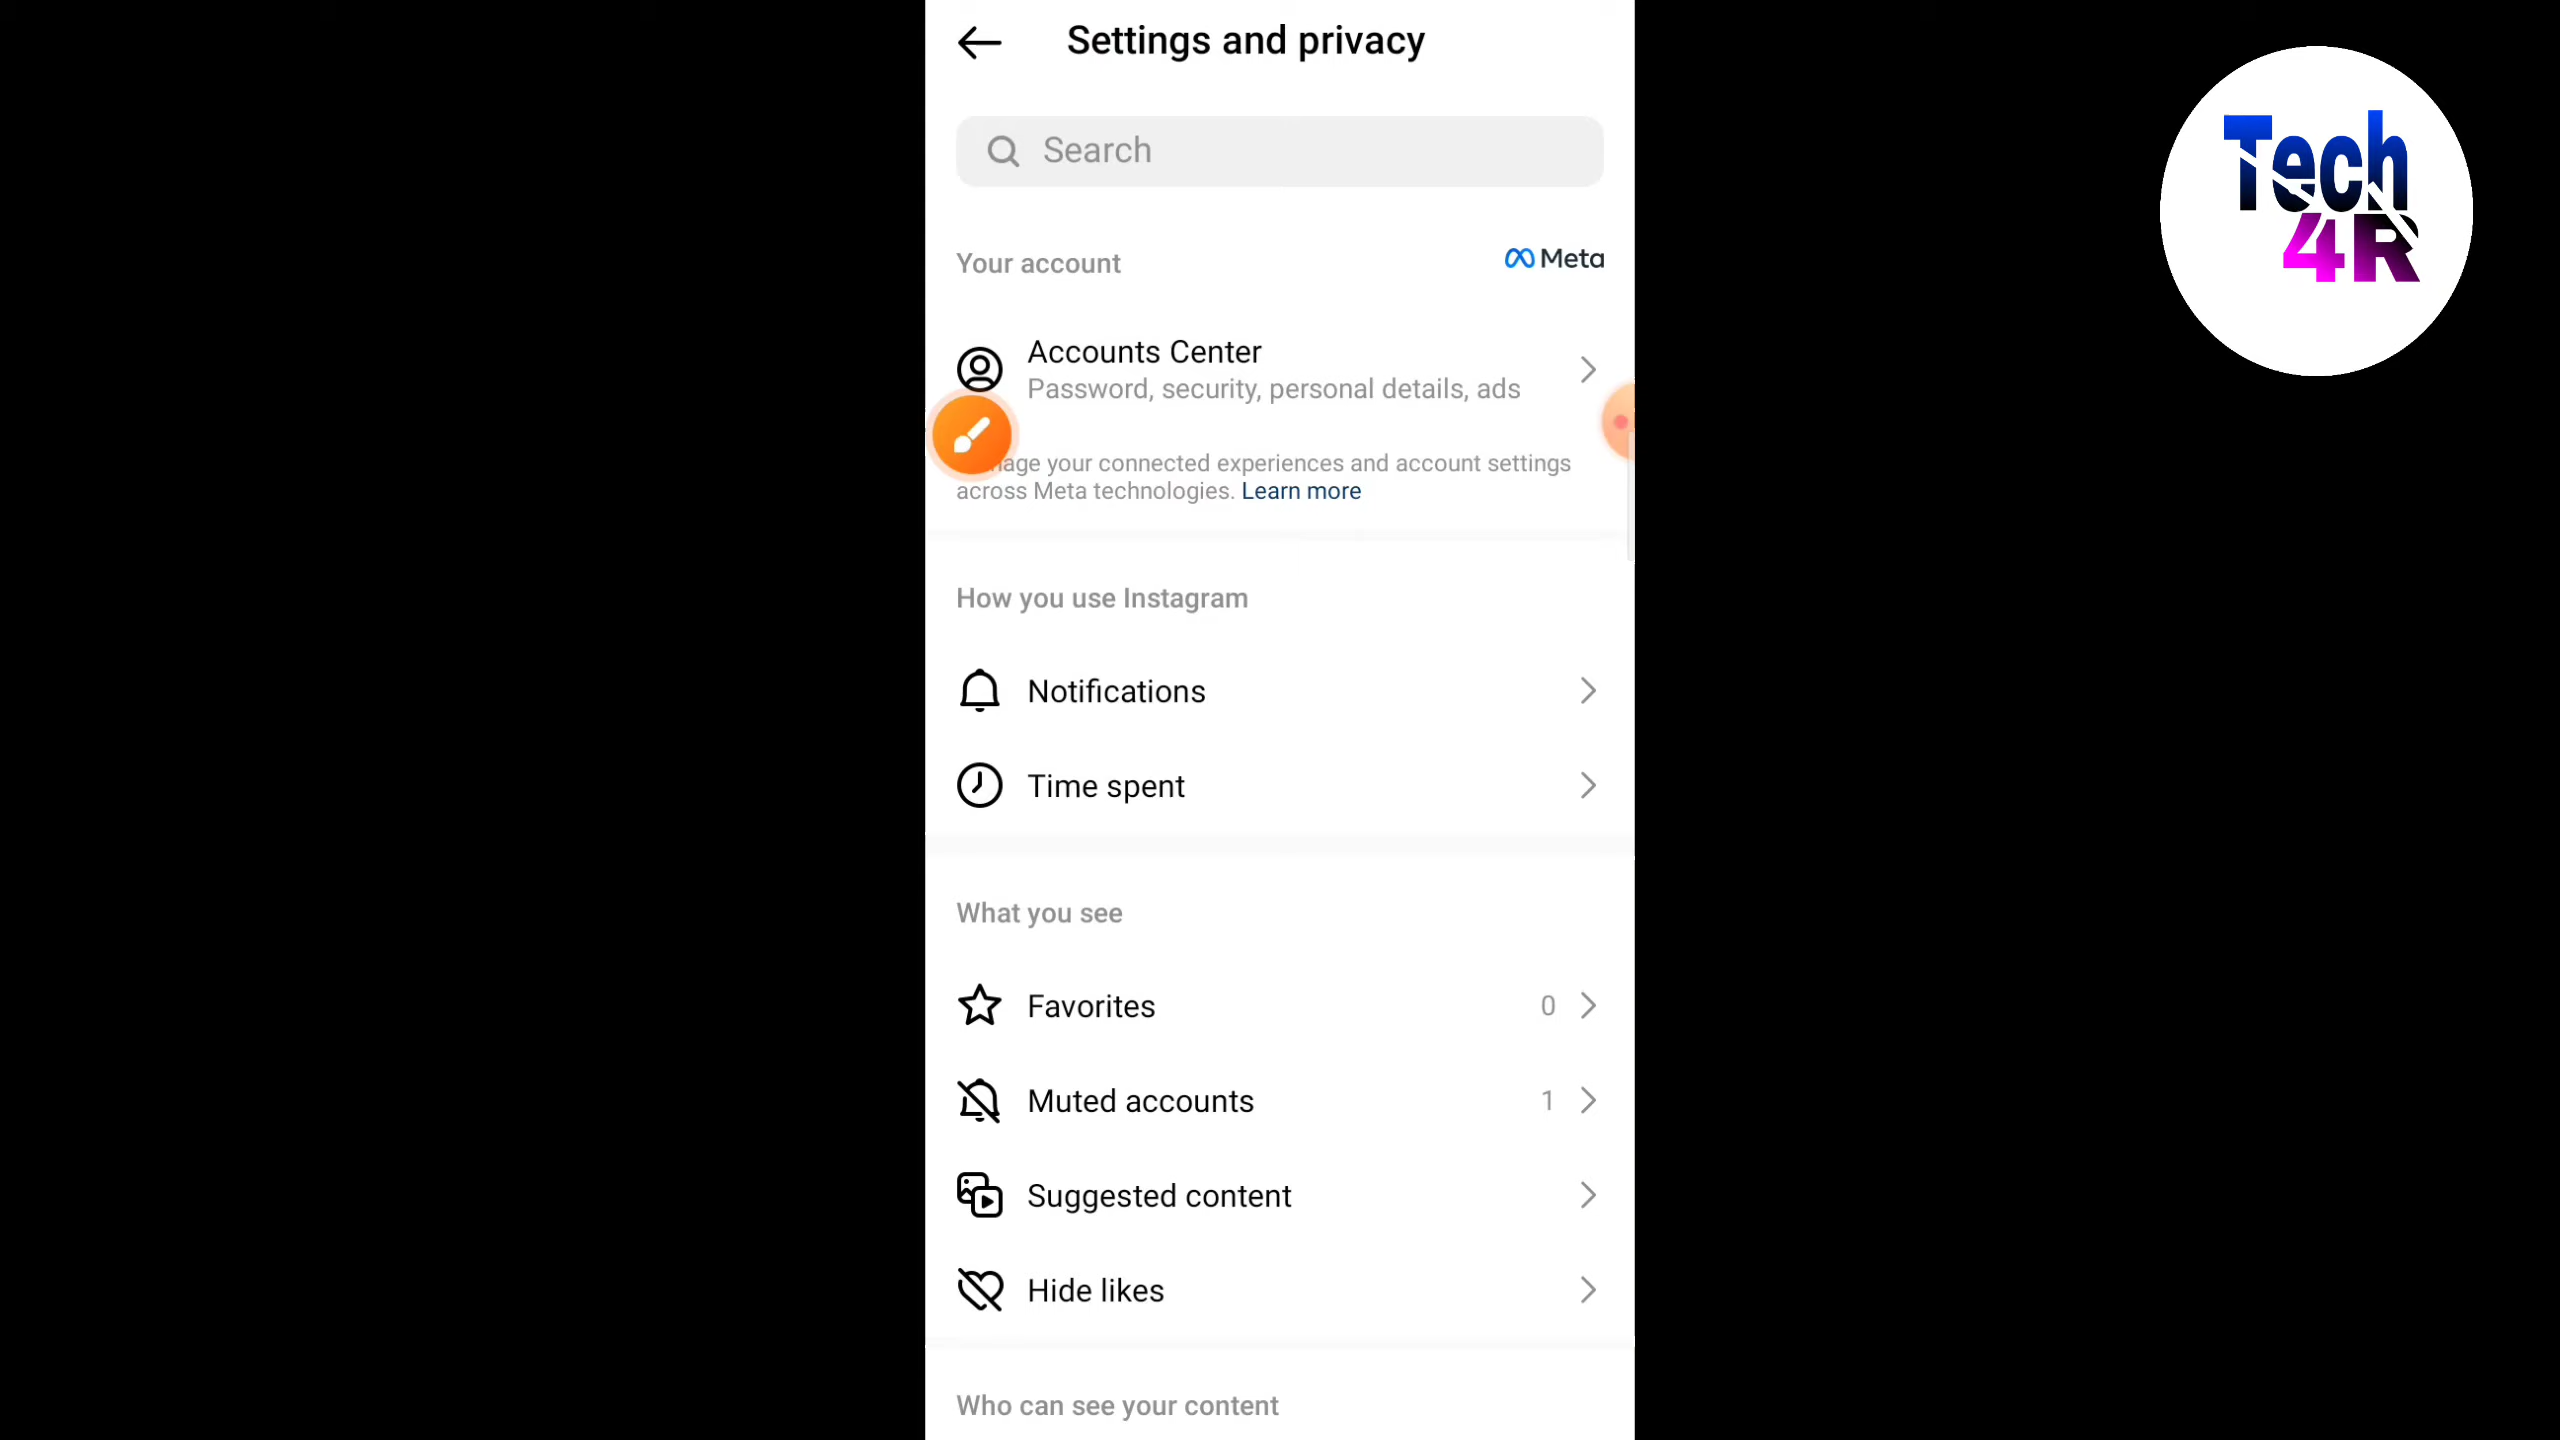 Settings and privacy
Search
Your account
Meta
Accounts Center
Password, security, personal details, ads
your connected experiences and account settings
across Meta technologies. Learn more
How you use Instagram
Notifications
Time spent
What you see
Favorites 0
Muted accounts 1
Suggested content
Hide likes
Who can see your content
Tech
4R